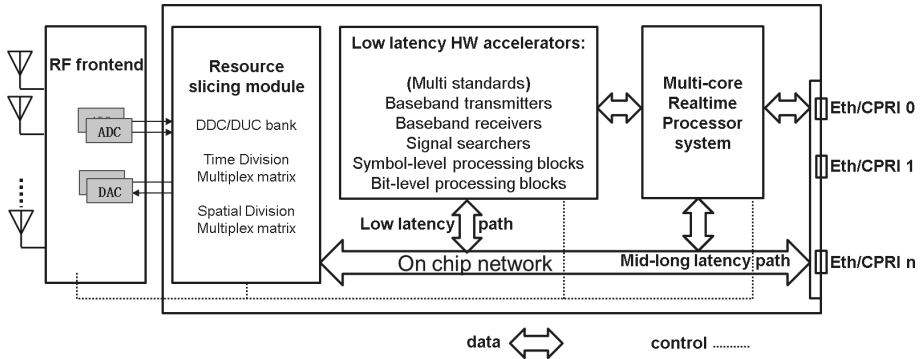 RF frontend
ADC
DAC
Resource
slicing module
DDC/DUC bank
Time Division
Multiplex matrix
Spatial Division
Multiplex matrix
Low latency HW accelerators:
(Multi standards)
Baseband transmitters
Baseband receivers
Signal searchers
Symbol-level processing blocks
Bit-level processing blocks
Multi-core
Realtime
Processor
system
Eth/CPRI 0
Eth/CPRI 1
Eth/CPRI n
Low latency path
On chip network
Mid-long latency path
data
control